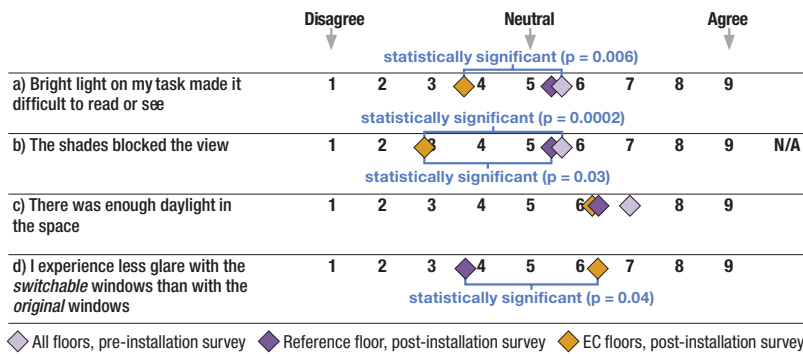 Disagree Neutral Agree
statistically significant (p = 0.006)
a) Bright light on my task made it 1 2 3 4 5 6 7 8 9
difficult to read or see
statistically significant (p = 0.0002)
b) The shades blocked the view 1 2 3 4 5 6 7 8 9 N/A
statistically significant (p = 0.03)
c) There was enough daylight in 1 2 3 4 5 6 8 9
the space
d) I experience less glare with the 1 2 3 4 5 6 7 8 9
switchable windows than with the
original windows
statistically significant (p = 0.04)
All floors, pre-installation survey Reference floor, post-installation survey EC floors, post-installation survey